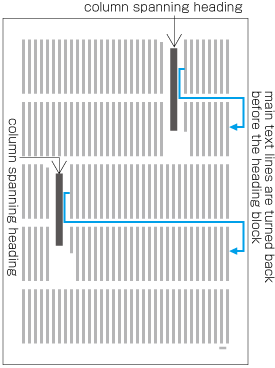 column spanning heading
main text lines are turned back
before the heading block
column spanning heading